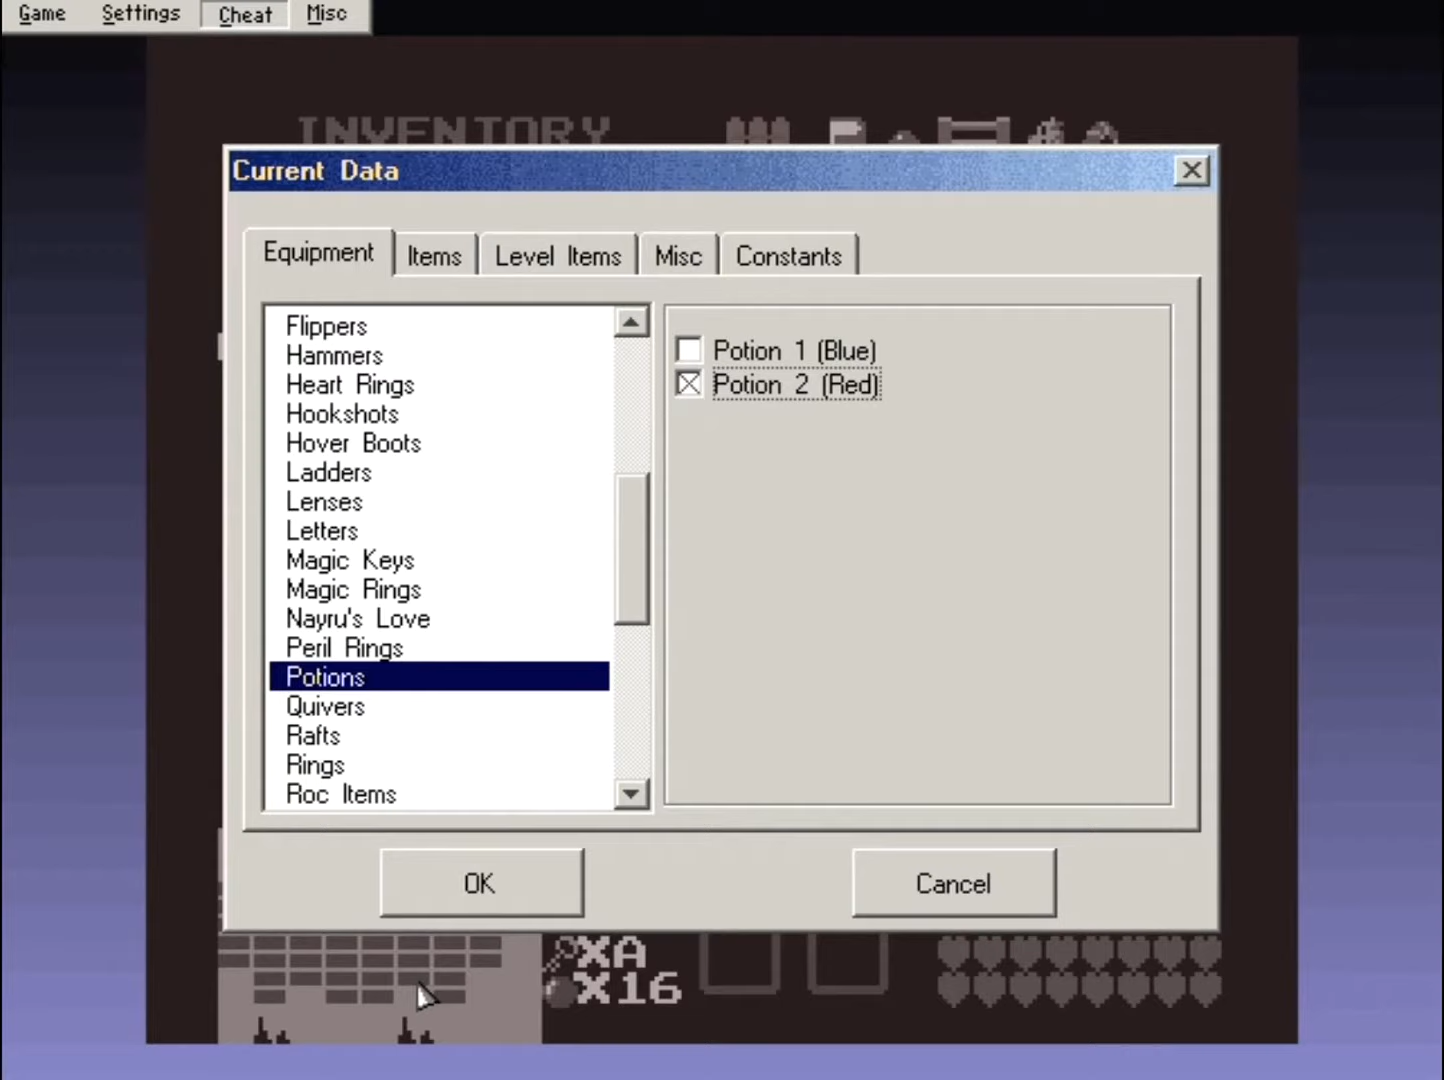 Game Settings Cheat Misc
INVENTORY
Current Data
Equipment Items Level Items Misc Constants
Flippers
Hammers
Heart Rings
Hookshots
Hover Boots
Ladders
Lenses
Letters
Magic Keys
Magic Rings
Nayru's Love
Peril Rings
Potions
Quivers
Rafts
Rings
Roc Items
Potion 1 (Blue)
Potion 2 (Red)
OK Cancel
XA
X16